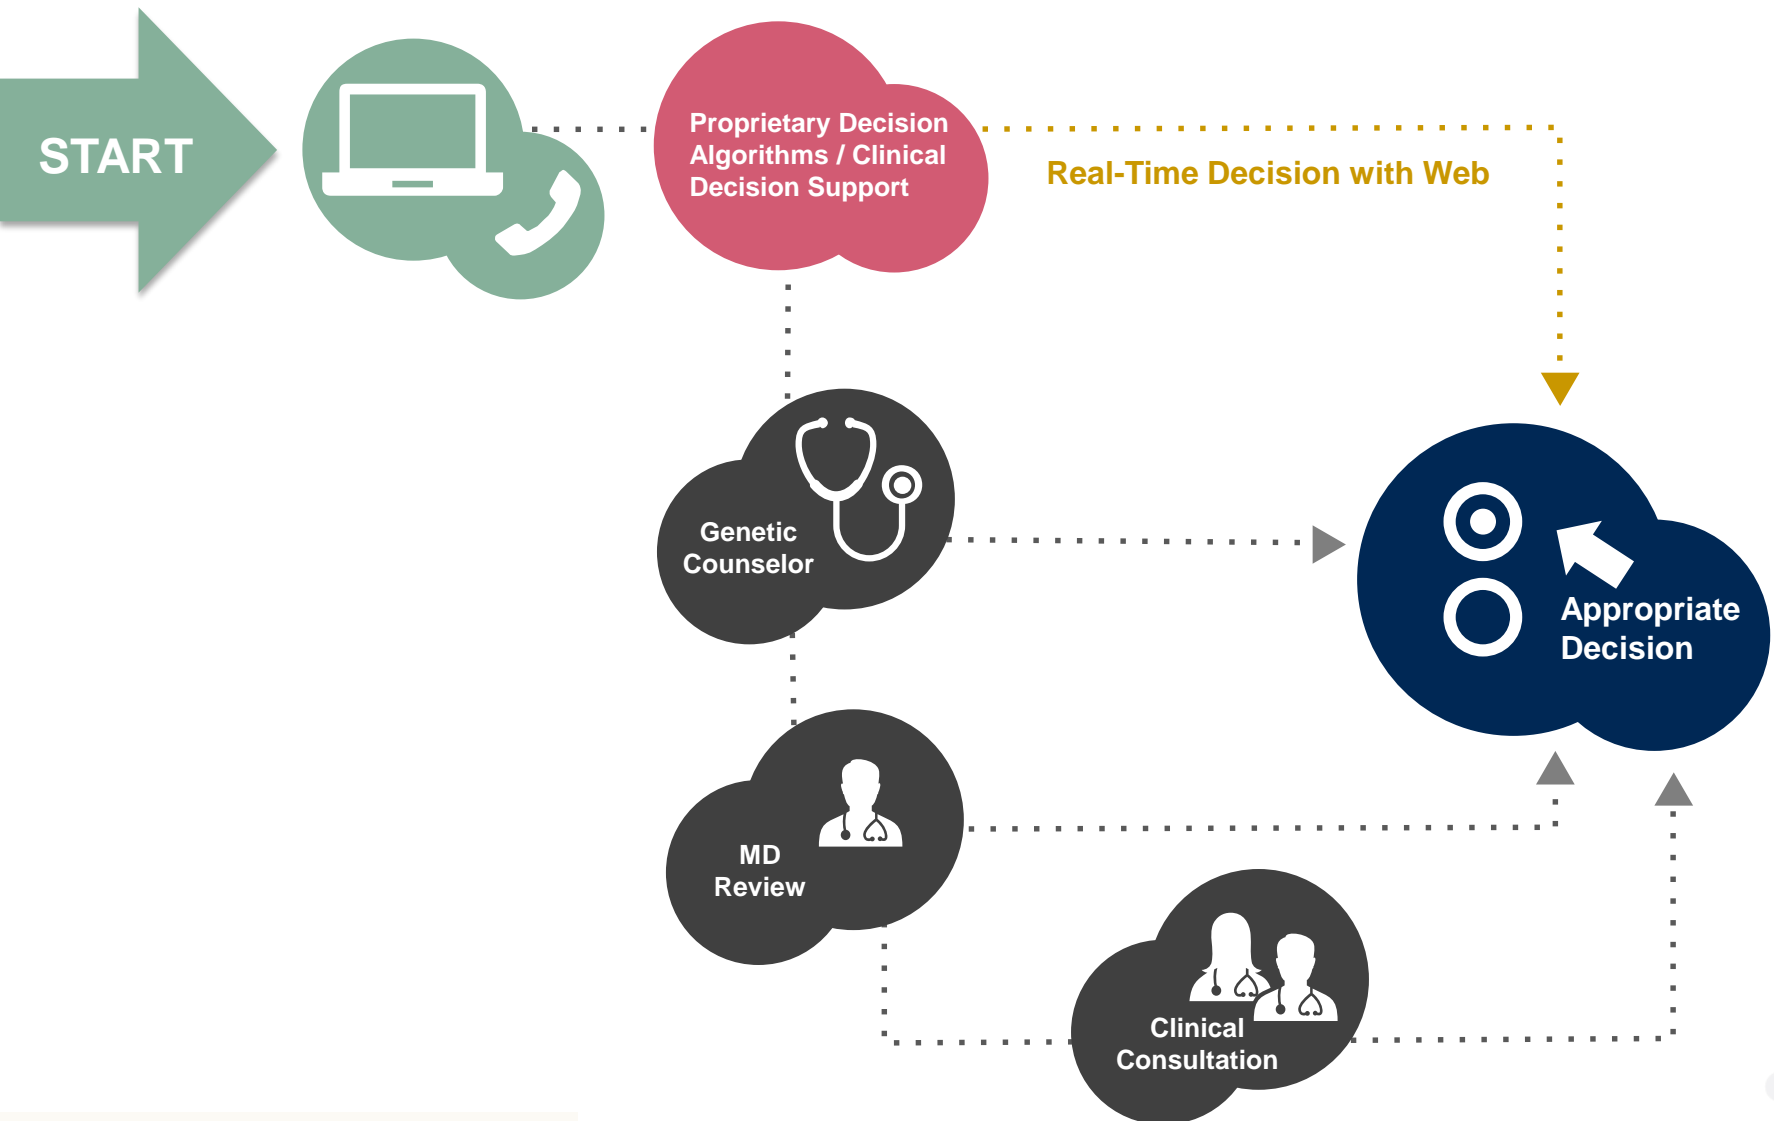 START
Proprietary Decision
Algorithms / Clinical
Decision Support
Real-Time Decision with Web
Genetic
Counselor
Appropriate
Decision
MD
Review
Clinical
Consultation